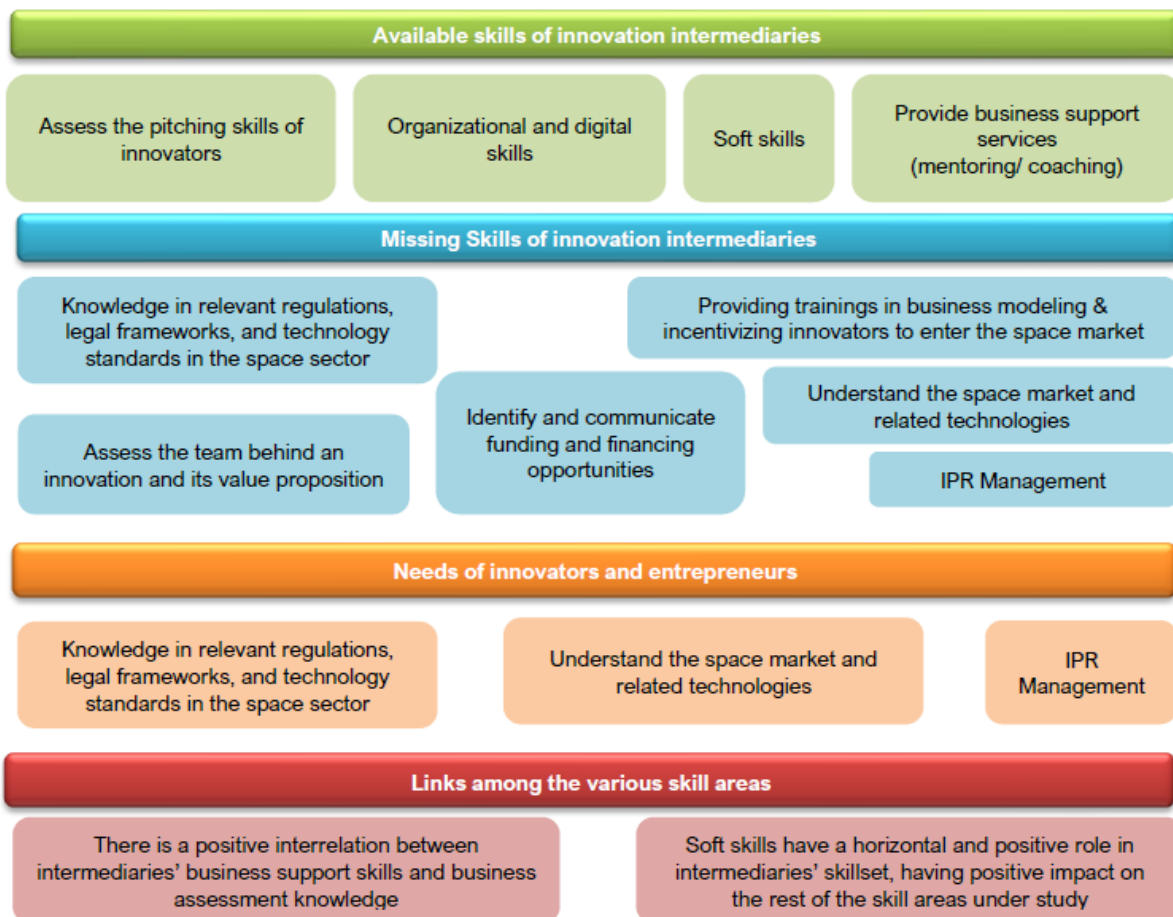 Available skills of innovation intermediaries
Assess the pitching skills of
innovators
Organizational and digital
skills
Soft skills
Provide business support
services
(mentoring/ coaching)
Missing Skills of innovation intermediaries
Knowledge in relevant regulations,
legal frameworks, and technology
standards in the space sector
Providing trainings in business modeling &
incentivizing innovators to enter the space market
Assess the team behind an
innovation and its value proposition
Identify and communicate
funding and financing
opportunities
Understand the space market and
related technologies
IPR Management
Needs of innovators and entrepreneurs
Knowledge in relevant regulations,
legal frameworks, and technology
standards in the space sector
Understand the space market and
related technologies
IPR
Management
Links among the various skill areas
There is a positive interrelation between
intermediaries' business support skills and business
assessment knowledge
Soft skills have a horizontal and positive role in
intermediaries' skillset, having positive impact on
the rest of the skill areas under study